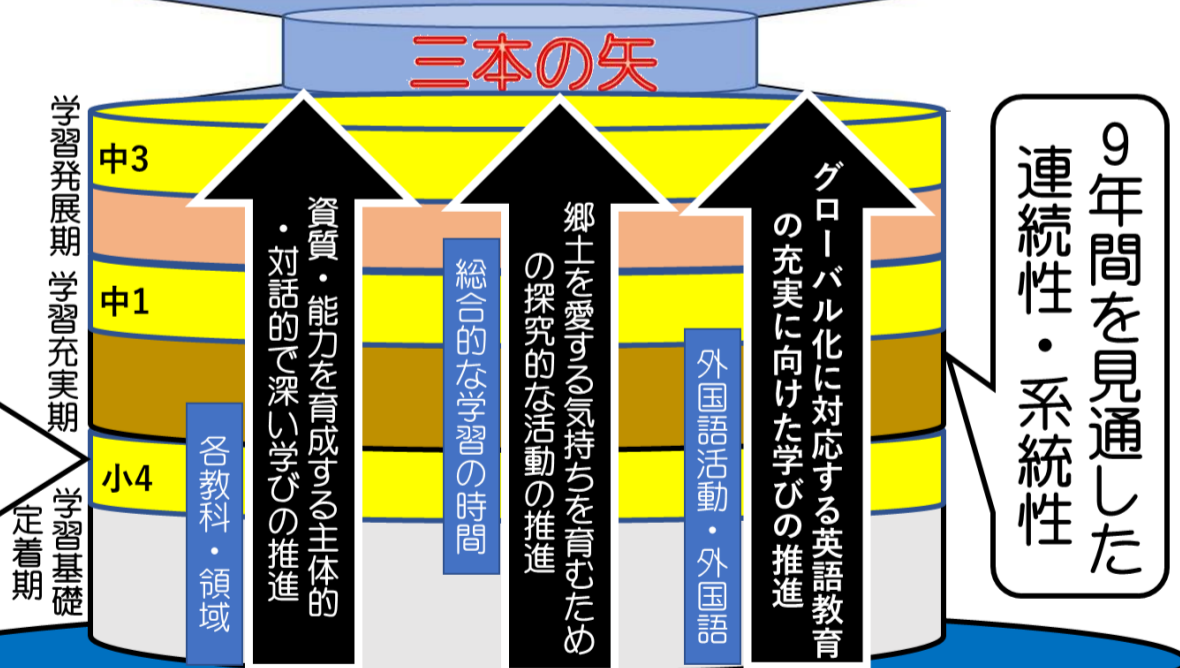 三本の矢
9年間を見通した
連続性・系統性
学習発展期
学習充実期
学習基礎
定着期
中3
中1
小4
各教科・領域
資質・能力を育成する主体的
・対話的で深い学びの推進
総合的な学習の時間
郷土を愛する気持ちを育むため
の探究的な活動の推進
外国語活動・外国語
グローバル化に対応する英語教育
の充実に向けた学びの推進